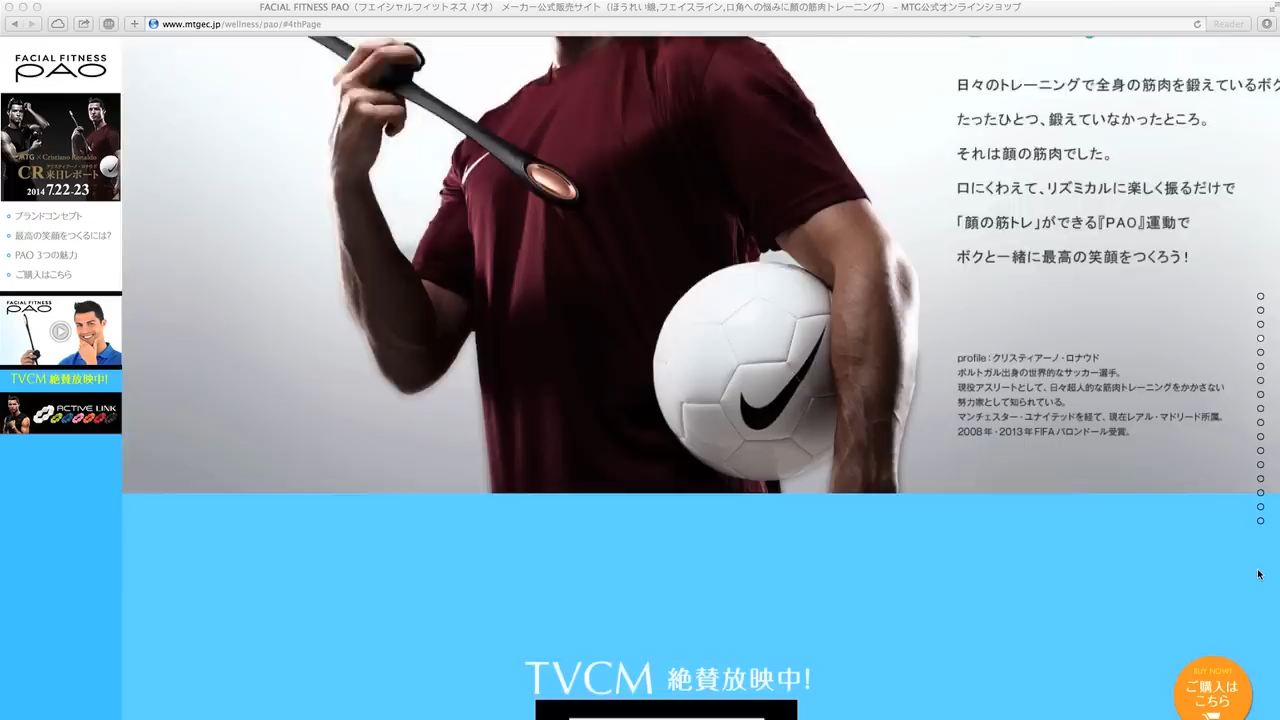 FACIAL FITNESS PAO（フェイシャルフィットネス パオ） メーカー公式販売サイト（ほうれい線,フェイスライン,口角への悩みに顔の筋肉トレーニング） – MTG公式オンラインショップ
www.mtgec.jp/wellness/pao/#4thPage
Reader
FACIAL FITNESS
PAO
MTG × Cristiano Ronaldo
CR クリスティアーノ・ロナウド 来日レポート
2014 7.22-23
ブランドコンセプト
最高の笑顔をつくるには?
PAO 3つの魅力
ご購入はこちら
FACIAL FITNESS
PAO
TVCM 絶賛放映中!
ACTIVE LINK
日々のトレーニングで全身の筋肉を鍛えているボク
たったひとつ、鍛えていなかったところ。
それは顔の筋肉でした。
口にくわえて、リズミカルに楽しく振るだけで
「顔の筋トレ」ができる『PAO』運動で
ボクと一緒に最高の笑顔をつくろう!
profile：クリスティアーノ・ロナウド
ポルトガル出身の世界的なサッカー選手。
現役アスリートとして、日々超人的な筋肉トレーニングをかかさない
努力家として知られている。
マンチェスター・ユナイテッドを経て、現在レアル・マドリード所属。
2008年・2013年FIFAバロンドール受賞。
TVCM 絶賛放映中!
BUY NOW!
ご購入は
こちら